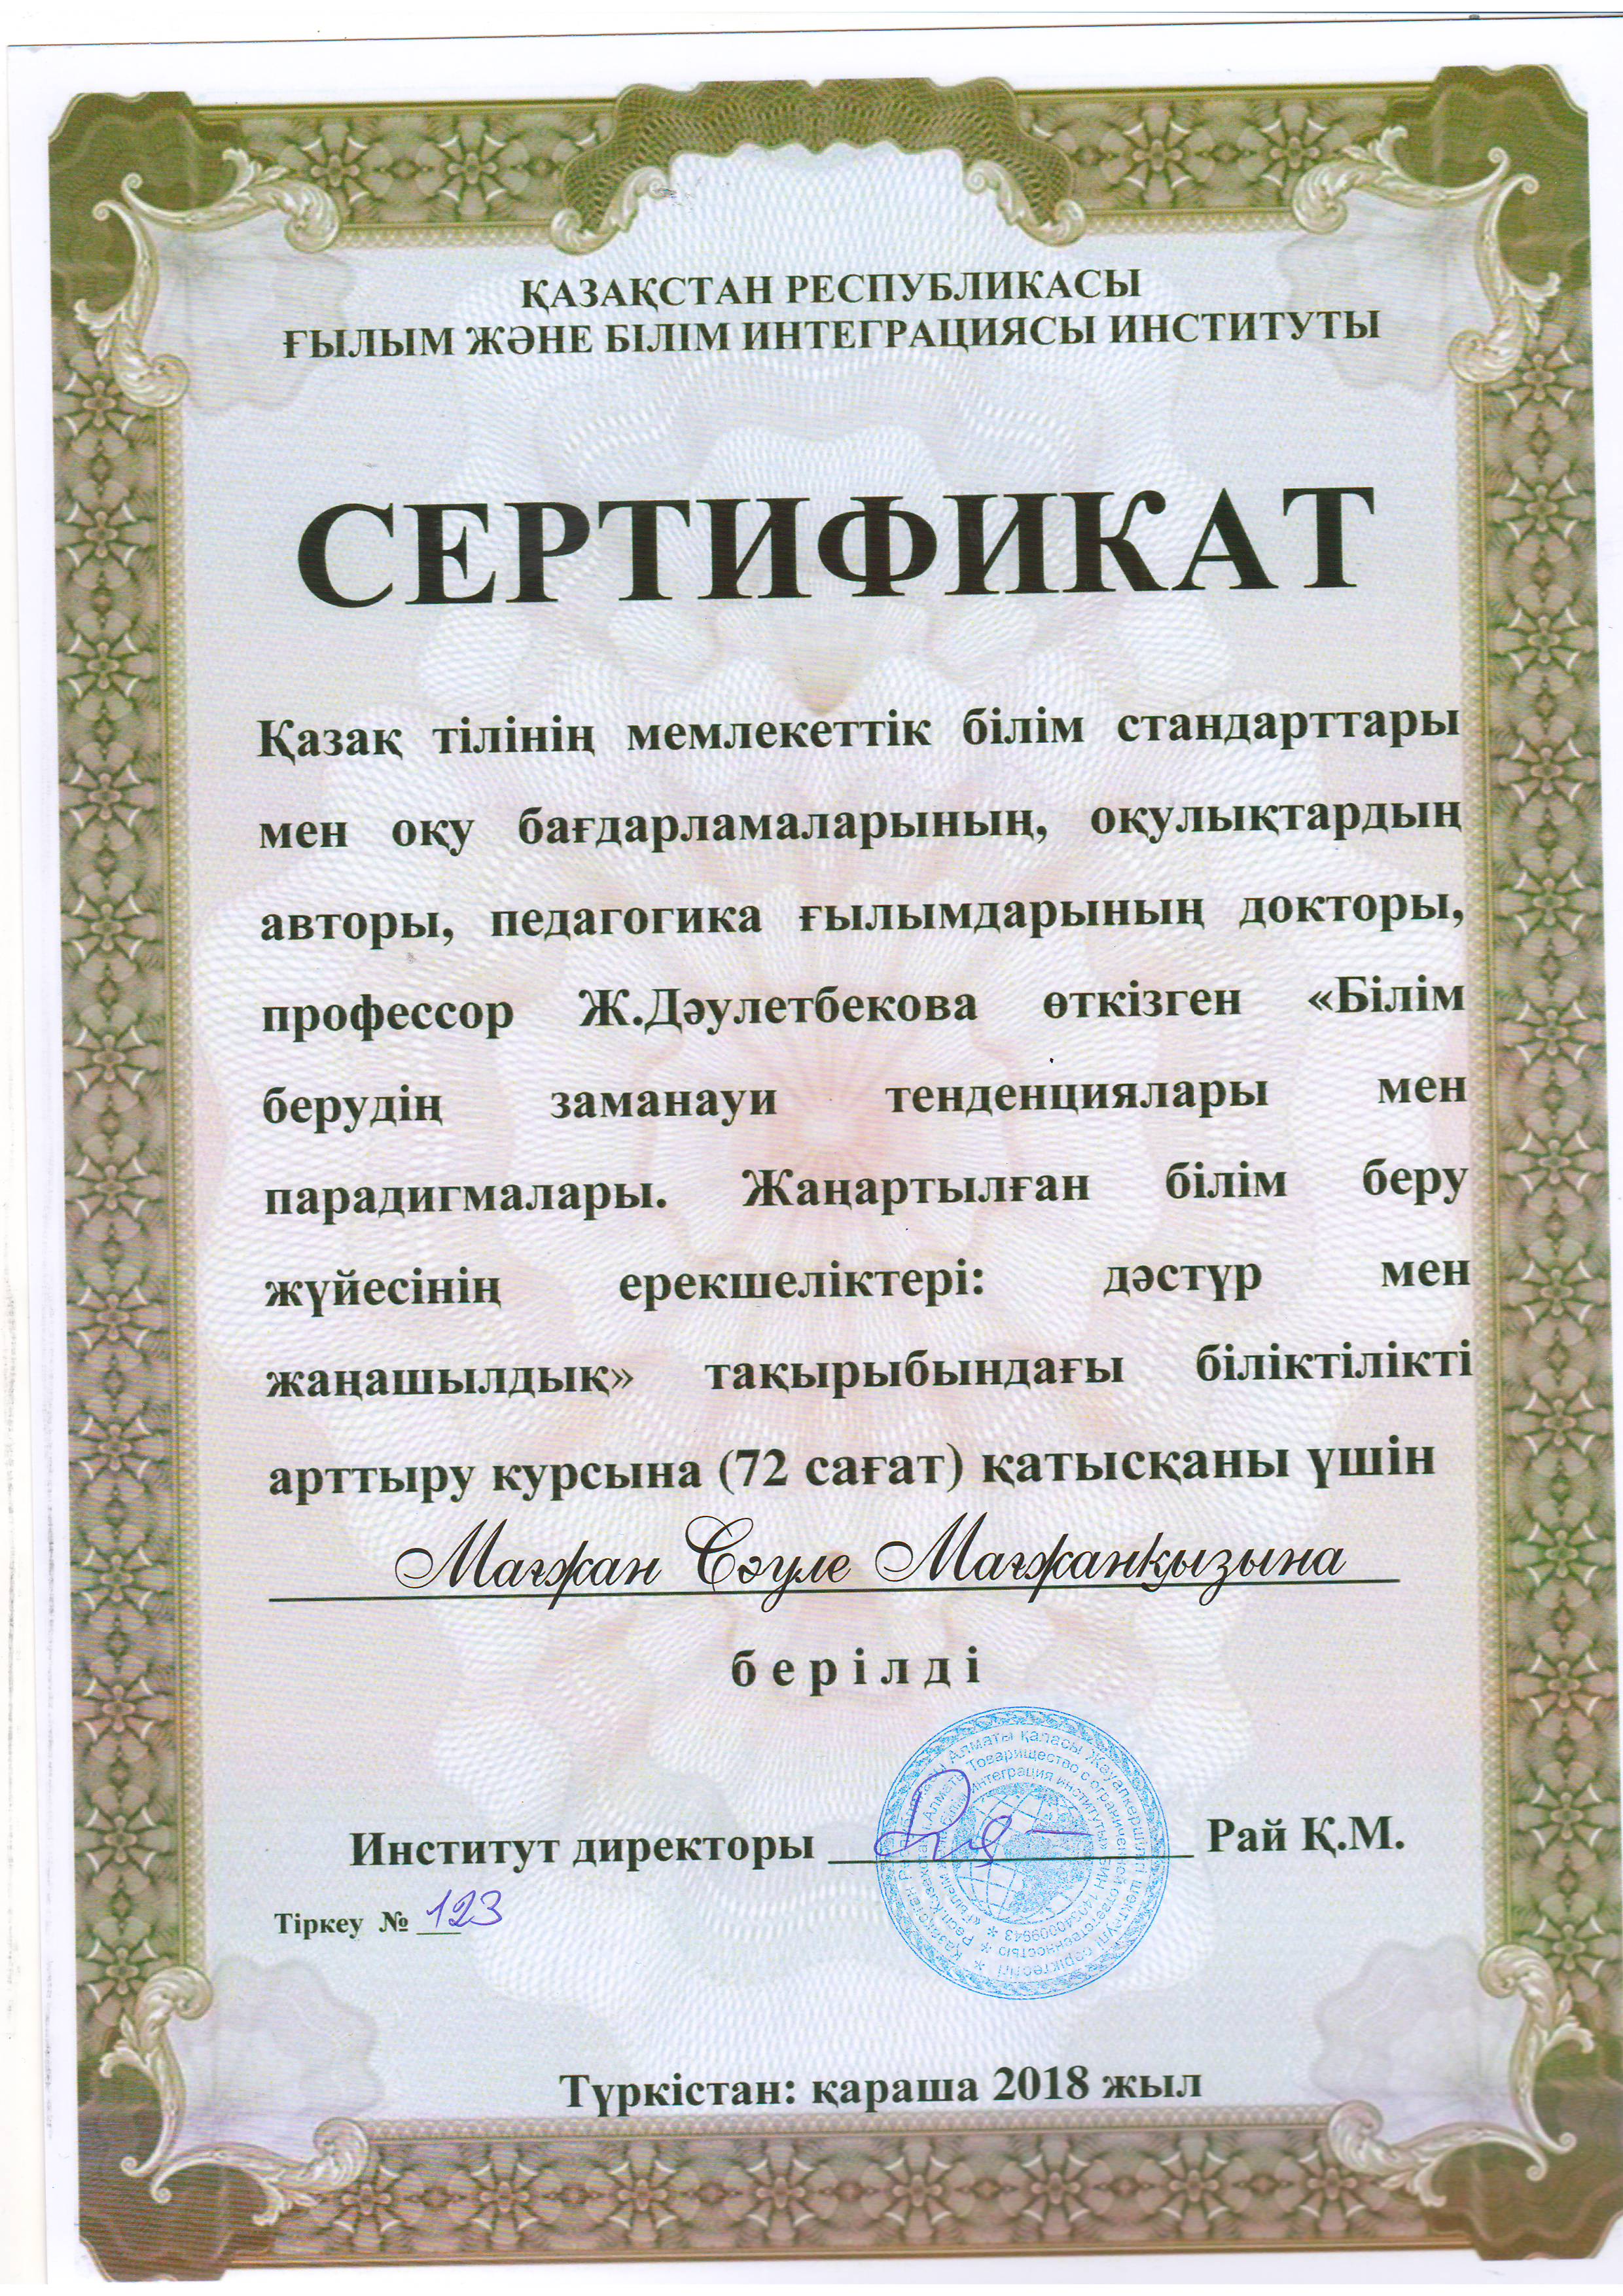 ҚАЗАҚСТАН РЕСПУБЛИКАСЫ
ҒЫЛЫМ ЖӘНЕ БІЛІМ ИНТЕГРАЦИЯСЫ ИНСТИТУТЫ
СЕРТИФИКАТ
Қазақ тілінің мемлекеттік білім стандарттары
мен оқу бағдарламаларының, оқулықтардың
авторы, педагогика ғылымдарының докторы,
профессор Ж.Дәулетбекова өткізген «Білім
берудің заманауи тенденциялары мен
парадигмалары. Жаңартылған білім беру
жүйесінің ерекшеліктері: дәстүр мен
жаңашылдық» тақырыбындағы біліктілікті
арттыру курсына (72 сағат) қатысқаны үшін
Мағжан Сәуле Мағжанқызына
берілді
Институт директоры Рай Қ.М.
Тіркеу № 123
Түркістан: қараша 2018 жыл